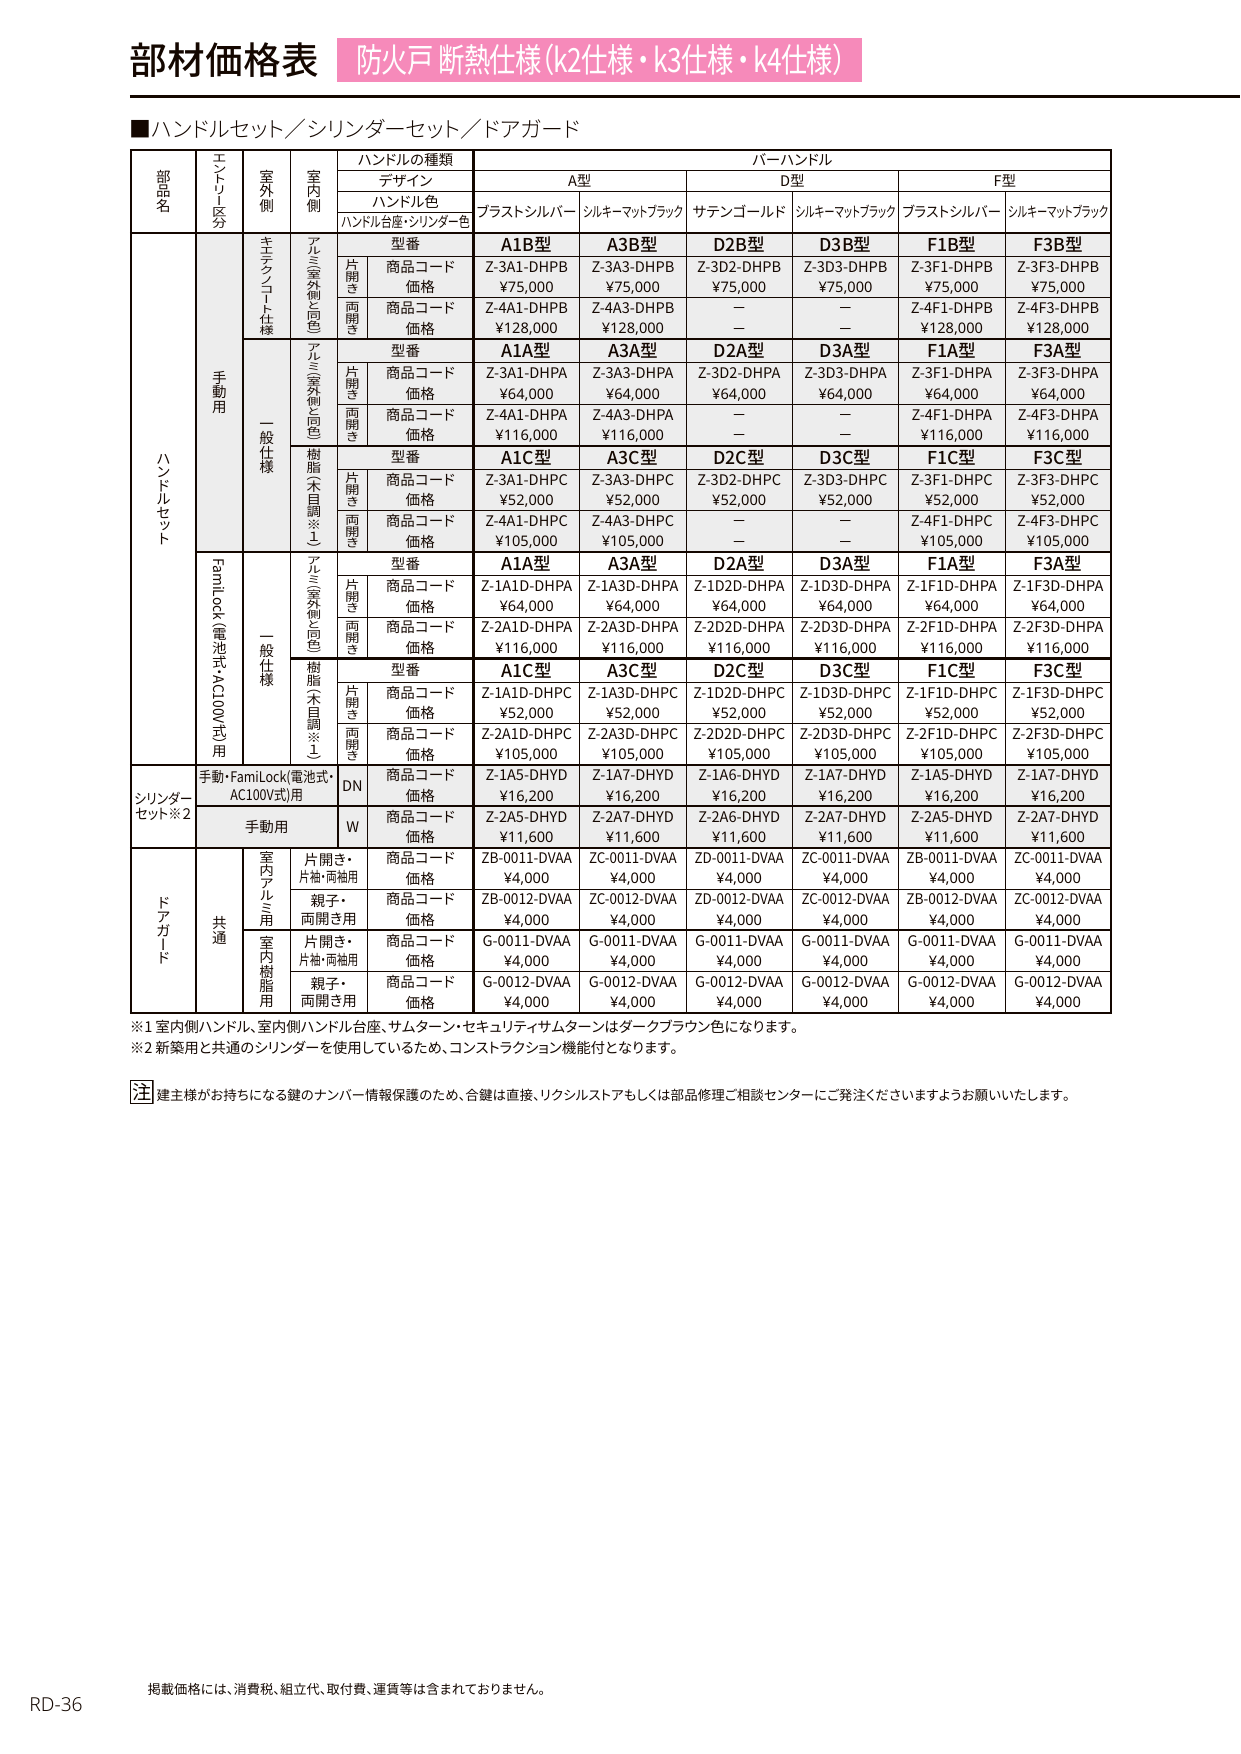 部材価格表 防火戸 断熱仕様(k2仕様・k3仕様・k4仕様)
■ハンドルセット／シリンダーセット／ドアガード
部品名 エントリー区分 室外側 室内側 ハンドルの種類 バーハンドル
デザイン A型 D型 F型
ハンドル色
ハンドル台座・シリンダー色 ブラストシルバー シルキーマットブラック サテンゴールド シルキーマットブラック ブラストシルバー シルキーマットブラック
ハンドルセット 手動用 キエテクノコート仕様 アルミ(室外側と同色) 型番 A1B型 A3B型 D2B型 D3B型 F1B型 F3B型
片開き 商品コード Z-3A1-DHPB Z-3A3-DHPB Z-3D2-DHPB Z-3D3-DHPB Z-3F1-DHPB Z-3F3-DHPB
価格 ¥75,000 ¥75,000 ¥75,000 ¥75,000 ¥75,000 ¥75,000
両開き 商品コード Z-4A1-DHPB Z-4A3-DHPB － － Z-4F1-DHPB Z-4F3-DHPB
価格 ¥128,000 ¥128,000 － － ¥128,000 ¥128,000
一般仕様 アルミ(室外側と同色) 型番 A1A型 A3A型 D2A型 D3A型 F1A型 F3A型
片開き 商品コード Z-3A1-DHPA Z-3A3-DHPA Z-3D2-DHPA Z-3D3-DHPA Z-3F1-DHPA Z-3F3-DHPA
価格 ¥64,000 ¥64,000 ¥64,000 ¥64,000 ¥64,000 ¥64,000
両開き 商品コード Z-4A1-DHPA Z-4A3-DHPA － － Z-4F1-DHPA Z-4F3-DHPA
価格 ¥116,000 ¥116,000 － － ¥116,000 ¥116,000
樹脂(木目調※1) 型番 A1C型 A3C型 D2C型 D3C型 F1C型 F3C型
片開き 商品コード Z-3A1-DHPC Z-3A3-DHPC Z-3D2-DHPC Z-3D3-DHPC Z-3F1-DHPC Z-3F3-DHPC
価格 ¥52,000 ¥52,000 ¥52,000 ¥52,000 ¥52,000 ¥52,000
両開き 商品コード Z-4A1-DHPC Z-4A3-DHPC － － Z-4F1-DHPC Z-4F3-DHPC
価格 ¥105,000 ¥105,000 － － ¥105,000 ¥105,000
FamiLock(電池式・AC100V式)用 一般仕様 アルミ(室外側と同色) 型番 A1A型 A3A型 D2A型 D3A型 F1A型 F3A型
片開き 商品コード Z-1A1D-DHPA Z-1A3D-DHPA Z-1D2D-DHPA Z-1D3D-DHPA Z-1F1D-DHPA Z-1F3D-DHPA
価格 ¥64,000 ¥64,000 ¥64,000 ¥64,000 ¥64,000 ¥64,000
両開き 商品コード Z-2A1D-DHPA Z-2A3D-DHPA Z-2D2D-DHPA Z-2D3D-DHPA Z-2F1D-DHPA Z-2F3D-DHPA
価格 ¥116,000 ¥116,000 ¥116,000 ¥116,000 ¥116,000 ¥116,000
樹脂(木目調※1) 型番 A1C型 A3C型 D2C型 D3C型 F1C型 F3C型
片開き 商品コード Z-1A1D-DHPC Z-1A3D-DHPC Z-1D2D-DHPC Z-1D3D-DHPC Z-1F1D-DHPC Z-1F3D-DHPC
価格 ¥52,000 ¥52,000 ¥52,000 ¥52,000 ¥52,000 ¥52,000
両開き 商品コード Z-2A1D-DHPC Z-2A3D-DHPC Z-2D2D-DHPC Z-2D3D-DHPC Z-2F1D-DHPC Z-2F3D-DHPC
価格 ¥105,000 ¥105,000 ¥105,000 ¥105,000 ¥105,000 ¥105,000
シリンダーセット※2 手動・FamiLock(電池式・AC100V式)用 DN 商品コード Z-1A5-DHYD Z-1A7-DHYD Z-1A6-DHYD Z-1A7-DHYD Z-1A5-DHYD Z-1A7-DHYD
価格 ¥16,200 ¥16,200 ¥16,200 ¥16,200 ¥16,200 ¥16,200
手動用 W 商品コード Z-2A5-DHYD Z-2A7-DHYD Z-2A6-DHYD Z-2A7-DHYD Z-2A5-DHYD Z-2A7-DHYD
価格 ¥11,600 ¥11,600 ¥11,600 ¥11,600 ¥11,600 ¥11,600
ドアガード 共通 室内アルミ用 片開き・片袖・両袖用 商品コード ZB-0011-DVAA ZC-0011-DVAA ZD-0011-DVAA ZC-0011-DVAA ZB-0011-DVAA ZC-0011-DVAA
価格 ¥4,000 ¥4,000 ¥4,000 ¥4,000 ¥4,000 ¥4,000
親子・両開き用 商品コード ZB-0012-DVAA ZC-0012-DVAA ZD-0012-DVAA ZC-0012-DVAA ZB-0012-DVAA ZC-0012-DVAA
価格 ¥4,000 ¥4,000 ¥4,000 ¥4,000 ¥4,000 ¥4,000
室内樹脂用 片開き・片袖・両袖用 商品コード G-0011-DVAA G-0011-DVAA G-0011-DVAA G-0011-DVAA G-0011-DVAA G-0011-DVAA
価格 ¥4,000 ¥4,000 ¥4,000 ¥4,000 ¥4,000 ¥4,000
親子・両開き用 商品コード G-0012-DVAA G-0012-DVAA G-0012-DVAA G-0012-DVAA G-0012-DVAA G-0012-DVAA
価格 ¥4,000 ¥4,000 ¥4,000 ¥4,000 ¥4,000 ¥4,000
※1 室内側ハンドル、室内側ハンドル台座、サムターン・セキュリティサムターンはダークブラウン色になります。
※2 新築用と共通のシリンダーを使用しているため、コンストラクション機能付となります。
注 建主様がお持ちになる鍵のナンバー情報保護のため、合鍵は直接、リクシルストアもしくは部品修理ご相談センターにご発注くださいますようお願いいたします。
掲載価格には、消費税、組立代、取付費、運賃等は含まれておりません。
RD-36